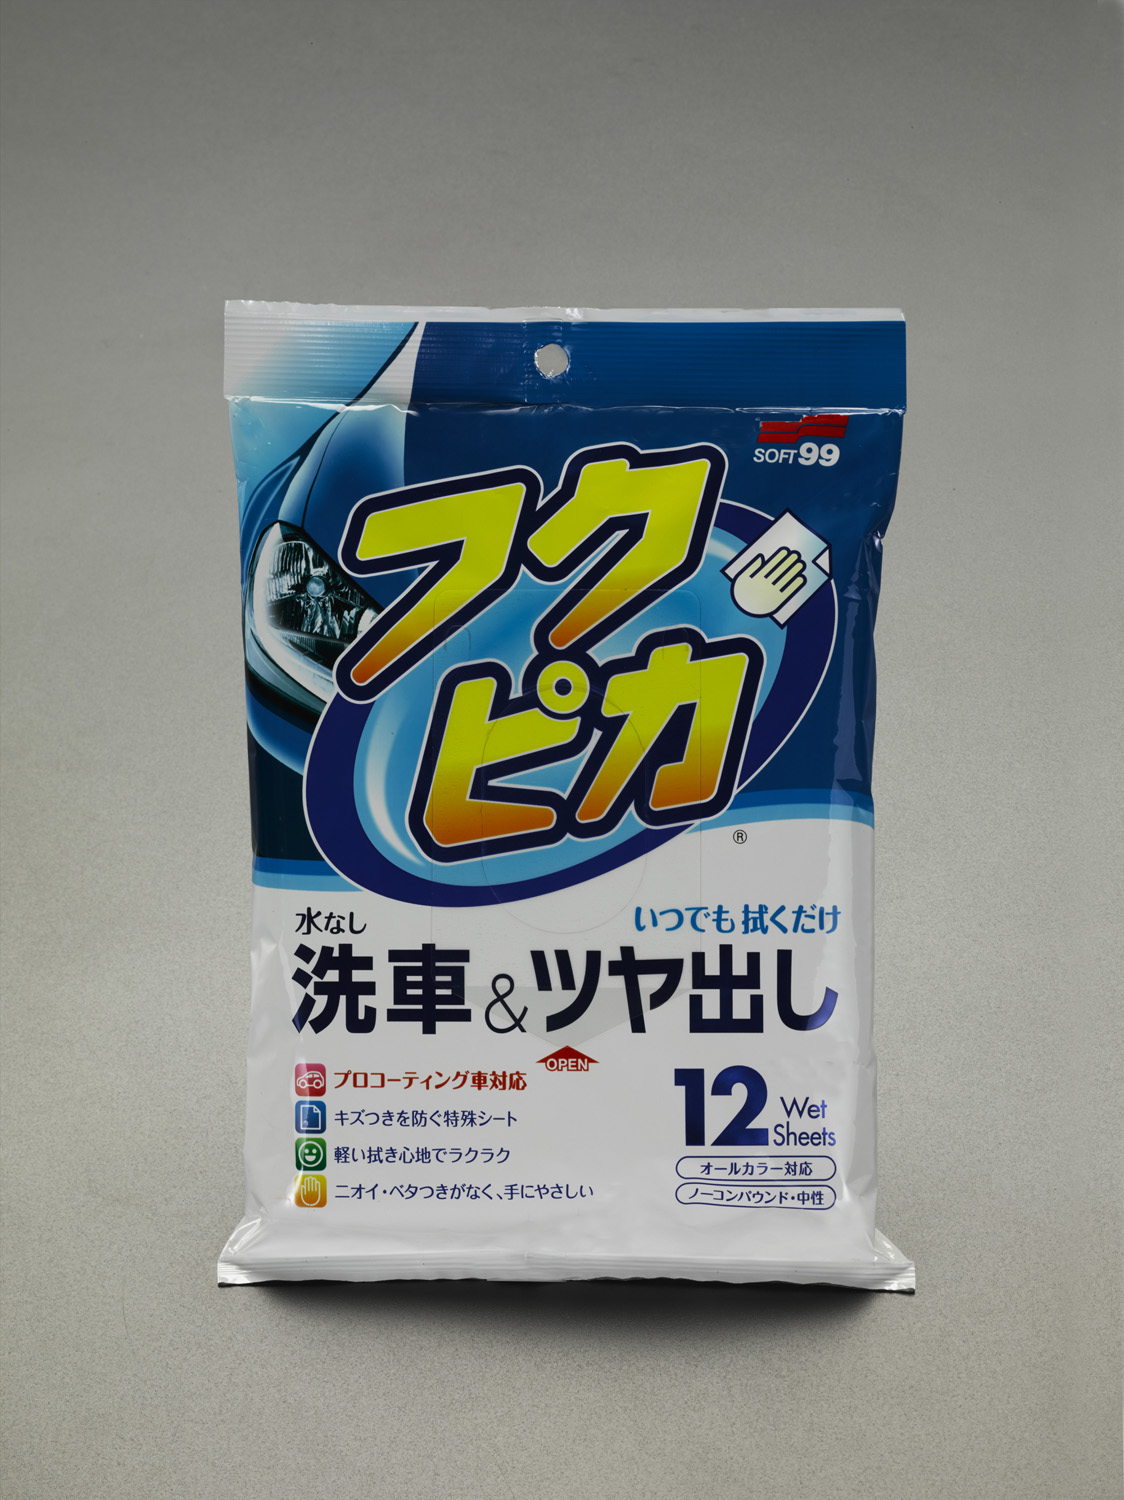 SOFT99
フク
ピカ
®
水なし
いつでも拭くだけ
洗車&ツヤ出し
OPEN
プロコーティング車対応
キズつきを防ぐ特殊シート
軽い拭き心地でラクラク
ニオイ・ベタつきがなく、手にやさしい
12 Wet Sheets
オールカラー対応
ノーコンパウンド・中性